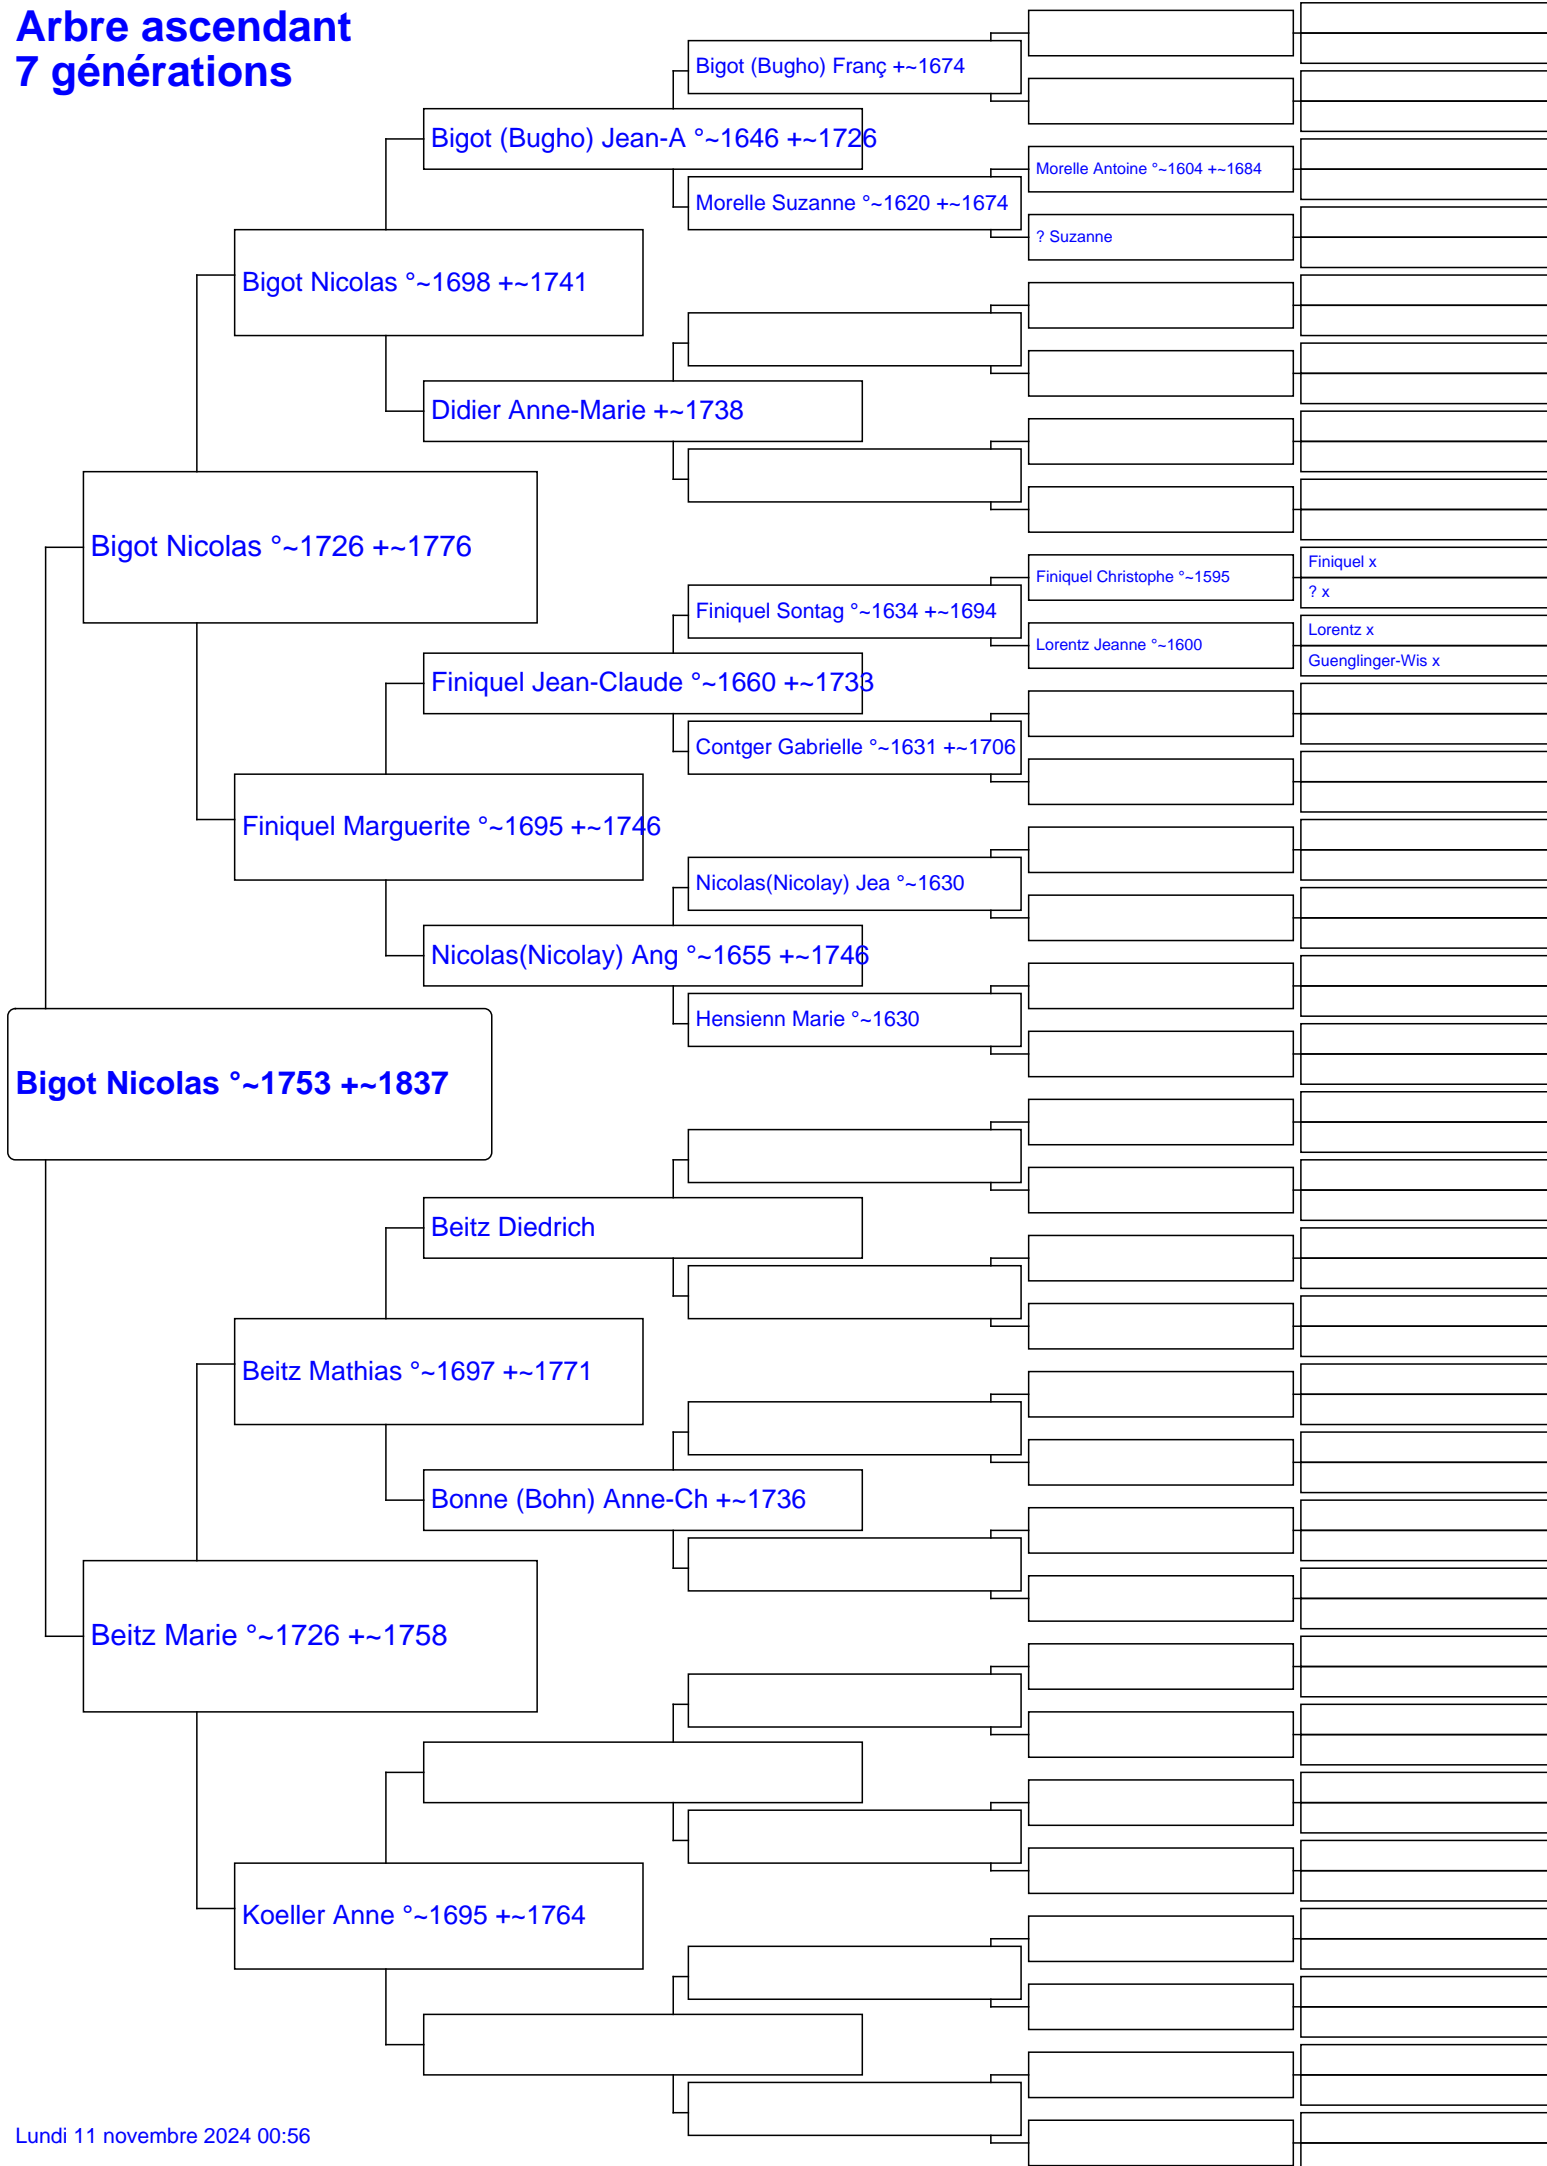 Arbre ascendant
7 générations
Bigot (Bugho) Franç +~1674
Bigot (Bugho) Jean-A °~1646 +~1726
Morelle Antoine °~1604 +~1684
Morelle Suzanne °~1620 +~1674
? Suzanne
Bigot Nicolas °~1698 +~1741
Didier Anne-Marie +~1738
Bigot Nicolas °~1726 +~1776
Finiquel x
Finiquel Christophe °~1595
? x
Finiquel Sontag °~1634 +~1694
Lorentz x
Lorentz Jeanne °~1600
Guenglinger-Wis x
Finiquel Jean-Claude °~1660 +~1733
Contger Gabrielle °~1631 +~1706
Finiquel Marguerite °~1695 +~1746
Nicolas(Nicolay) Jea °~1630
Nicolas(Nicolay) Ang °~1655 +~1746
Hensienn Marie °~1630
Bigot Nicolas °~1753 +~1837
Beitz Diedrich
Beitz Mathias °~1697 +~1771
Bonne (Bohn) Anne-Ch +~1736
Beitz Marie °~1726 +~1758
Koeller Anne °~1695 +~1764
Lundi 11 novembre 2024 00:56